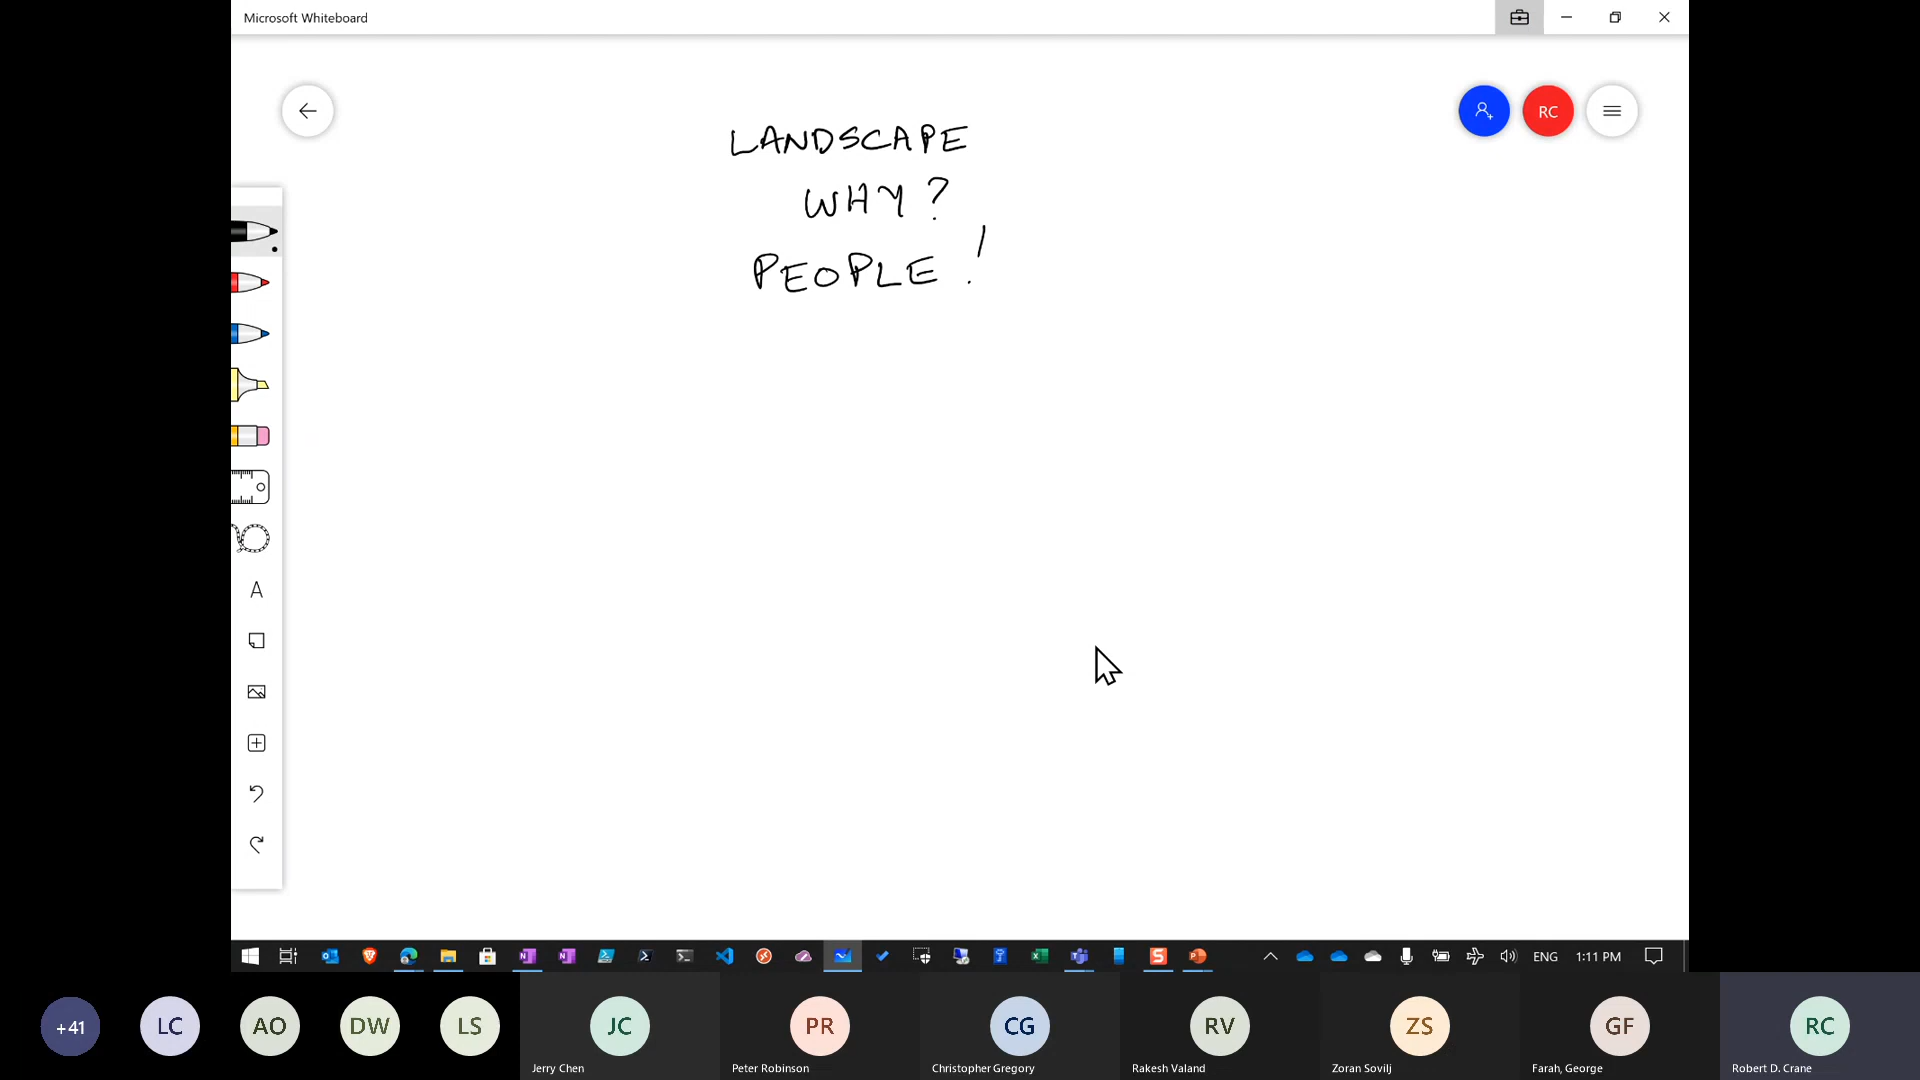 Microsoft Whiteboard
RC
LANDSCAPE
WHY?
PEOPLE!
A
ENG
1:11 PM
+41
LC
AO
DW
LS
JC
PR
CG
RV
ZS
GF
RC
Jerry Chen
Peter Robinson
Christopher Gregory
Rakesh Valand
Zoran Sovilj
Farah, George
Robert D. Crane